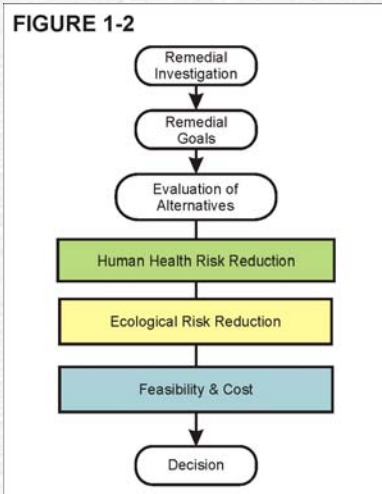 FIGURE 1-2
Remedial
Investigation
Remedial
Goals
Evaluation of
Alternatives
Human Health Risk Reduction
Ecological Risk Reduction
Feasibility & Cost
Decision